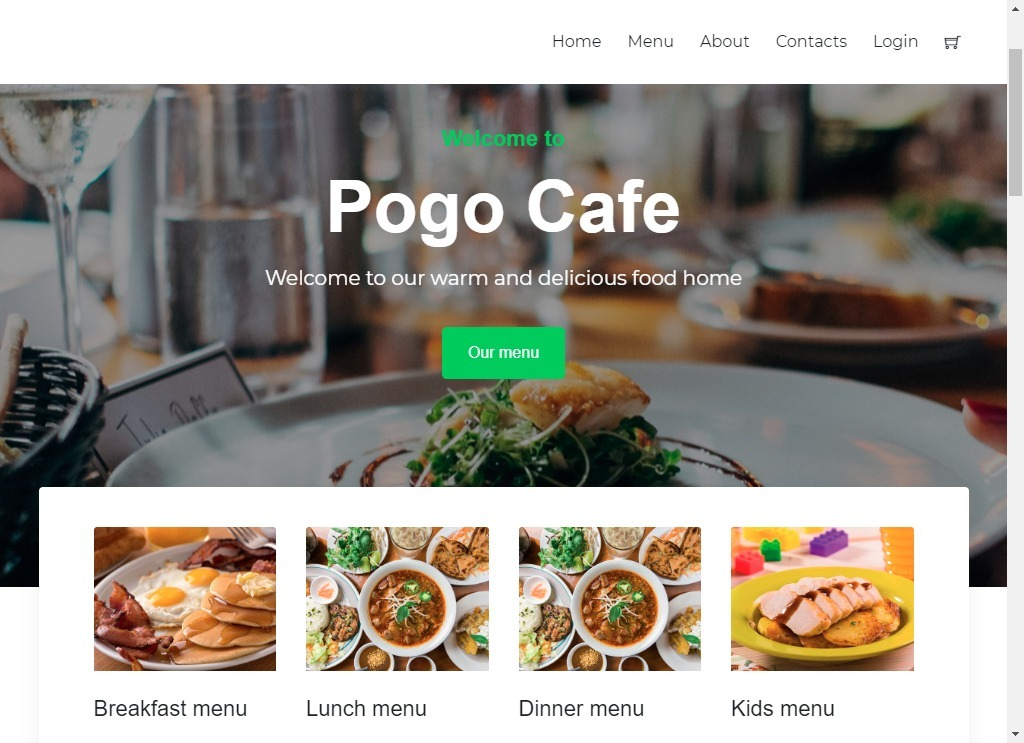 Home Menu About Contacts Login
Welcome to
Pogo Cafe
Welcome to our warm and delicious food home
Our menu
Breakfast menu Lunch menu Dinner menu Kids menu